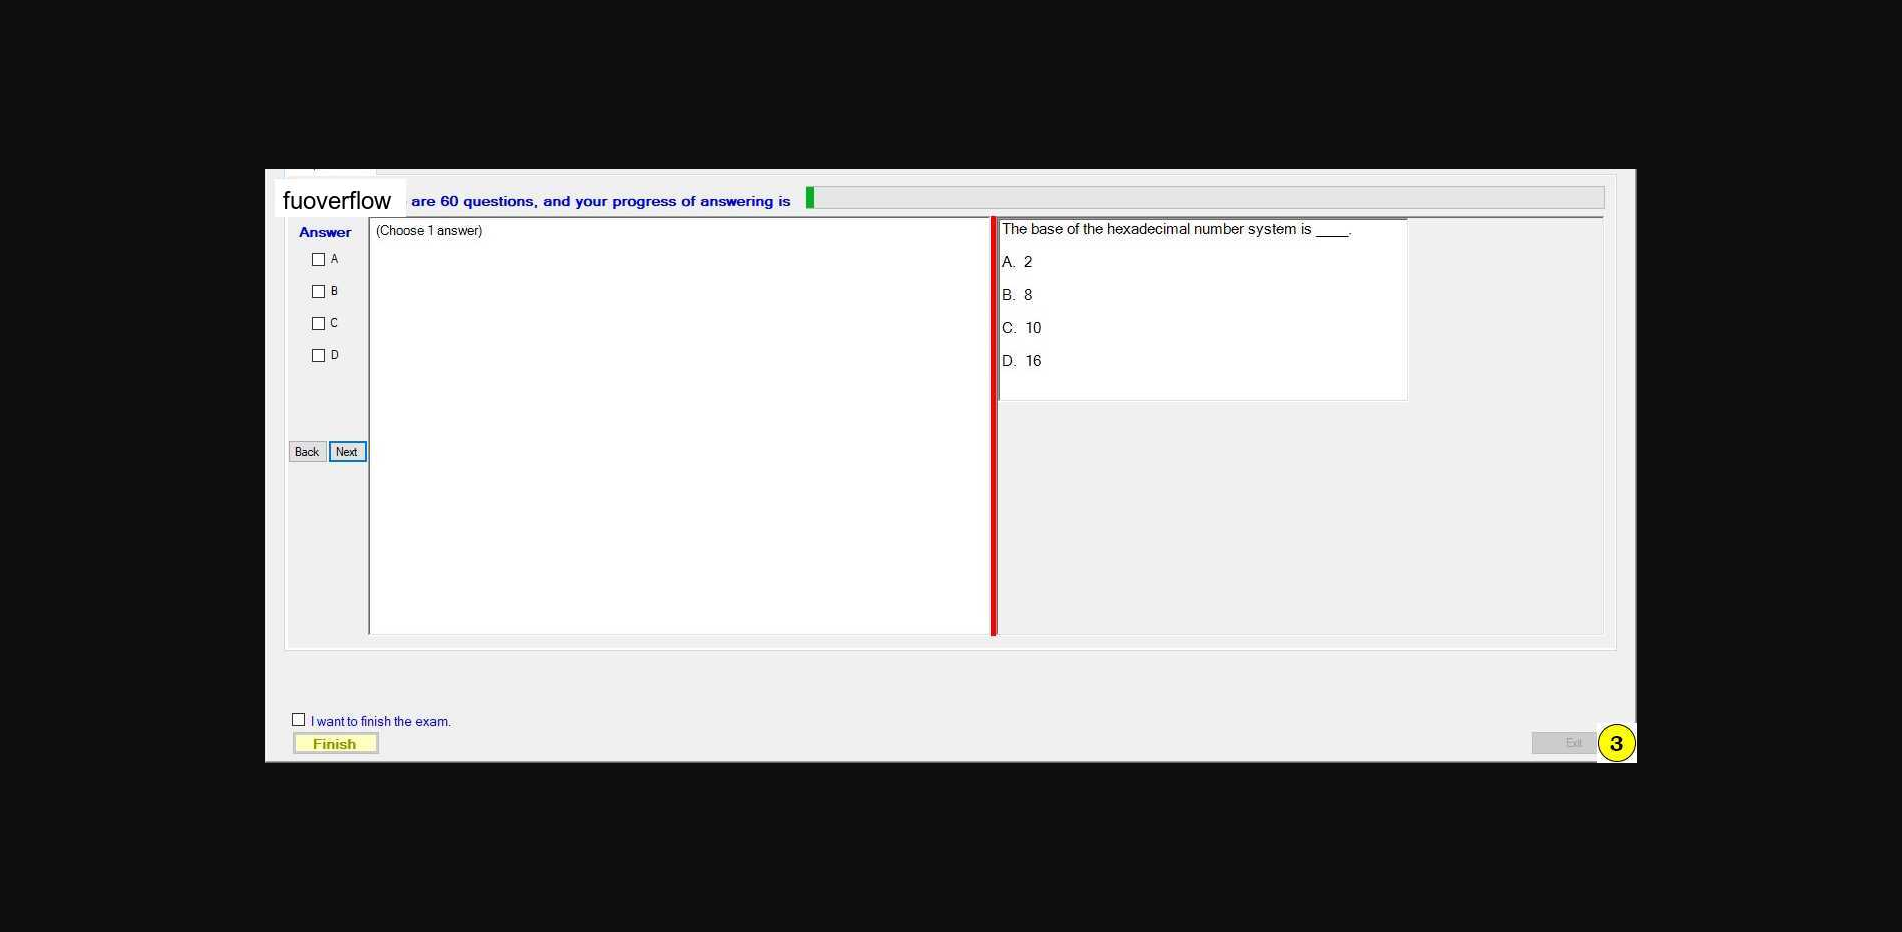 fuoverflow are 60 questions, and your progress of answering is
Answer
A
B
C
D
Back Next
(Choose 1 answer)
The base of the hexadecimal number system is ____.
A. 2
B. 8
C. 10
D. 16
I want to finish the exam.
Finish
Exit
3